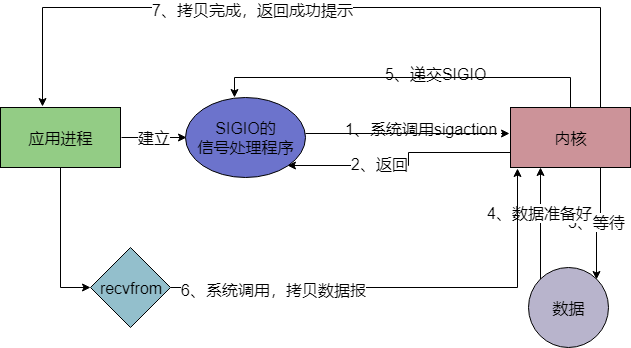 7、拷贝完成，返回成功提示
5、递交SIGIO
应用进程
建立
SIGIO的
信号处理程序
1、系统调用sigaction
内核
2、返回
4、数据准备好
、等待
recvfrom
6、系统调用，拷贝数据报
数据